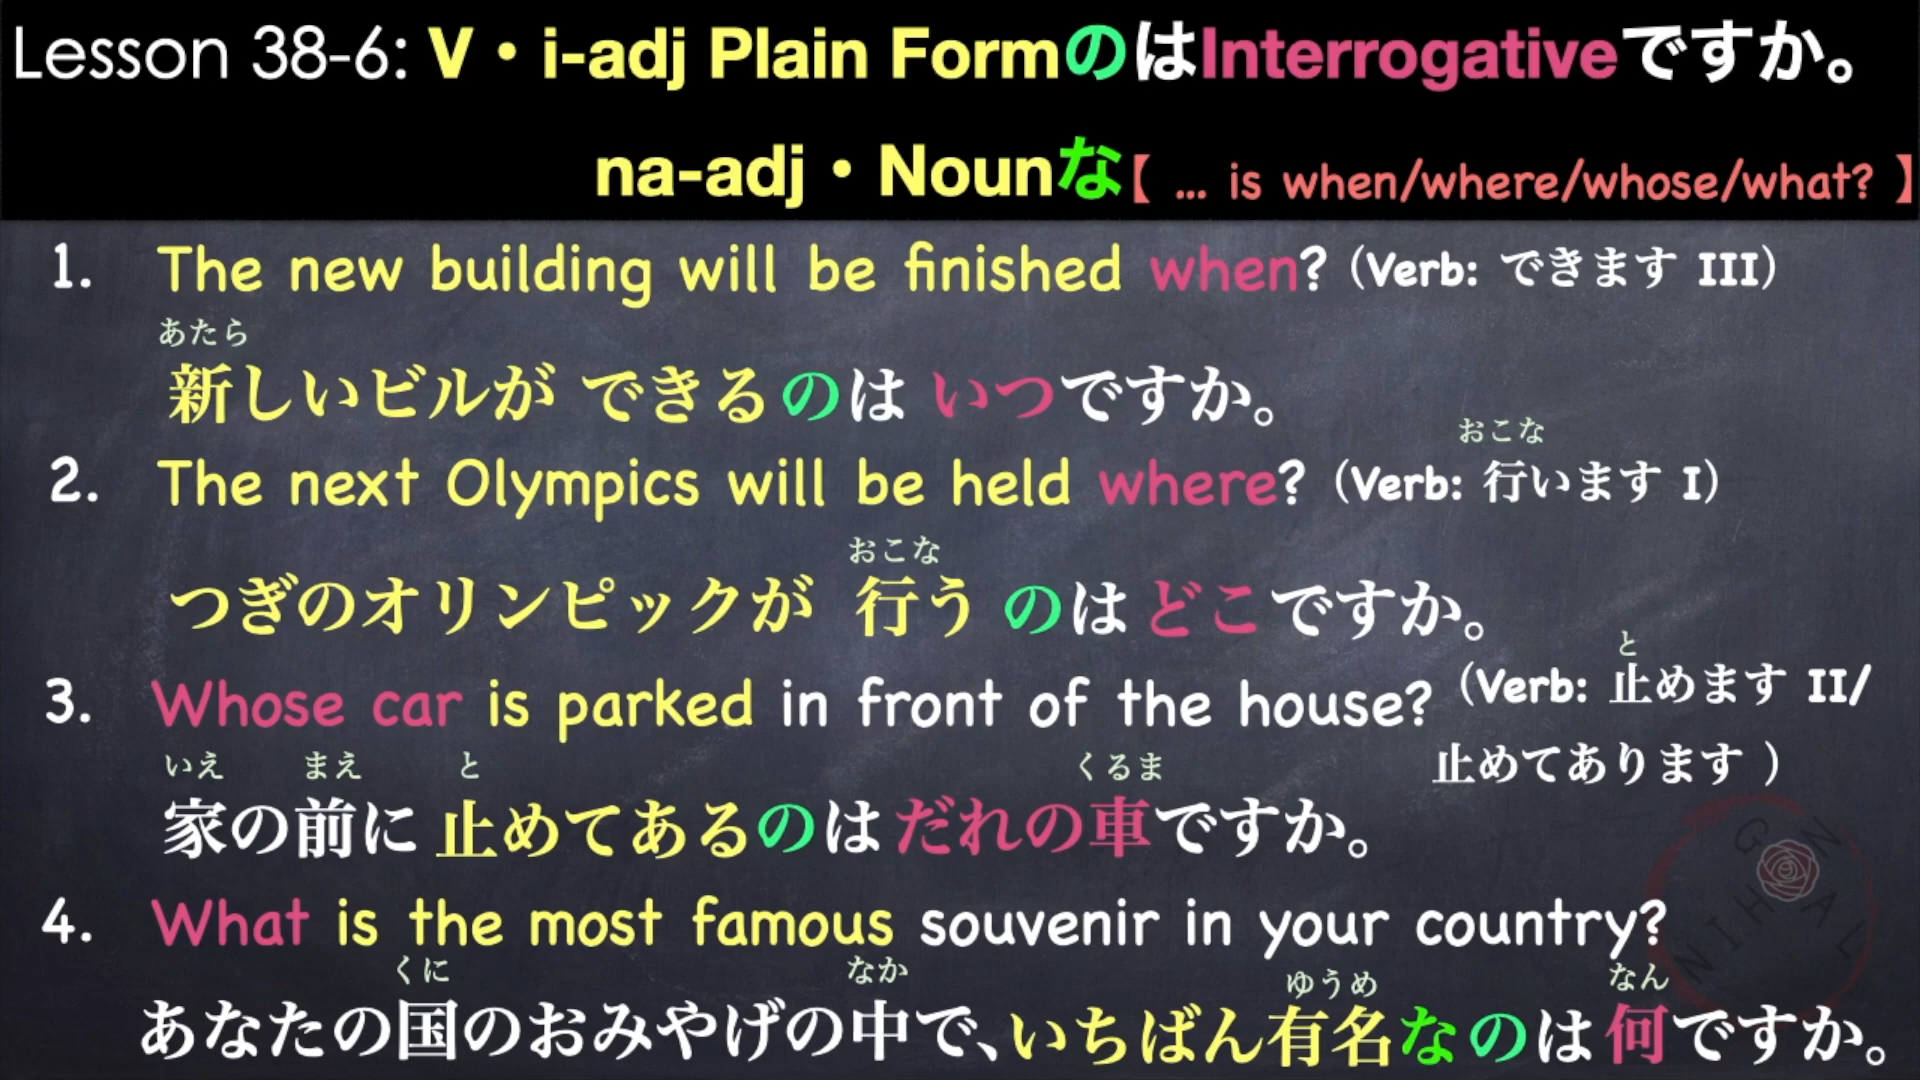 Lesson 38-6: V・i-adj Plain FormのはInterrogativeですか。
na-adj・Nounな【 ... is when/where/whose/what? 】
1. The new building will be finished when? (Verb: できます III)
あたら
新しいビルが できるのは いつですか。
おこな
2. The next Olympics will be held where? (Verb: 行います I)
おこな
つぎのオリンピックが 行う のは どこですか。
と
3. Whose car is parked in front of the house? (Verb: 止めます II/
止めてあります )
いえ まえ と くるま
家の前に 止めてあるのは だれの車ですか。
4. What is the most famous souvenir in your country?
くに なか ゆうめ なん
あなたの国のおみやげの中で、いちばん有名なのは 何ですか。
NIHONGOAL